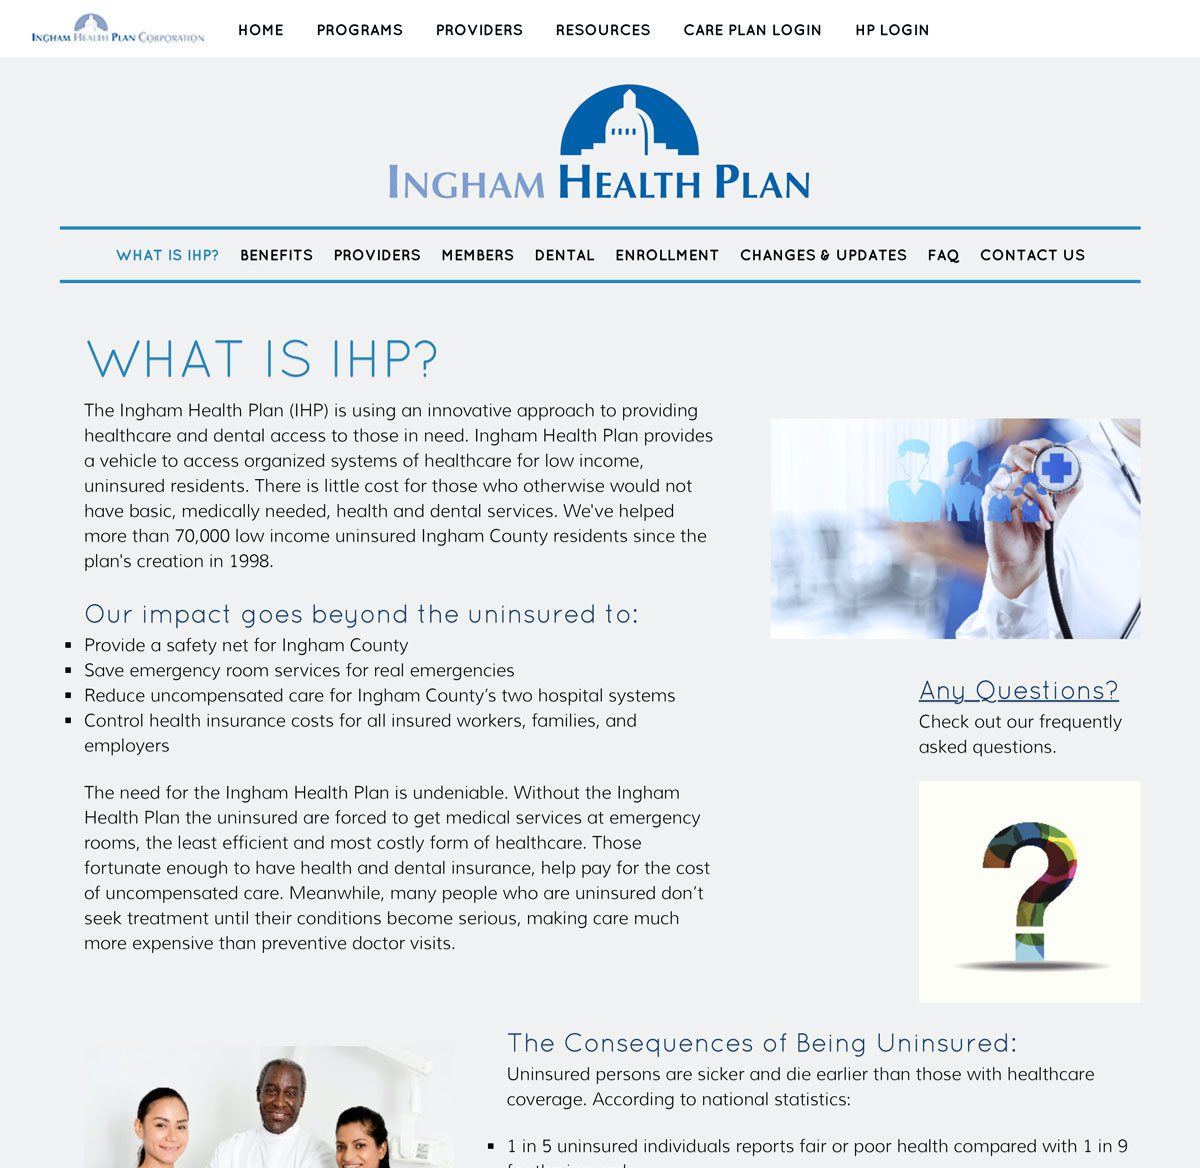 INGHAM HEALTH PLAN CORPORATION
HOME PROGRAMS PROVIDERS RESOURCES CARE PLAN LOGIN HP LOGIN
INGHAM HEALTH PLAN
WHAT IS IHP? BENEFITS PROVIDERS MEMBERS DENTAL ENROLLMENT CHANGES & UPDATES FAQ CONTACT US
WHAT IS IHP?
The Ingham Health Plan (IHP) is using an innovative approach to providing
healthcare and dental access to those in need. Ingham Health Plan provides
a vehicle to access organized systems of healthcare for low income,
uninsured residents. There is little cost for those who otherwise would not
have basic, medically needed, health and dental services. We've helped
more than 70,000 low income uninsured Ingham County residents since the
plan's creation in 1998.
Our impact goes beyond the uninsured to:
▪ Provide a safety net for Ingham County
▪ Save emergency room services for real emergencies
▪ Reduce uncompensated care for Ingham County’s two hospital systems
▪ Control health insurance costs for all insured workers, families, and
employers
The need for the Ingham Health Plan is undeniable. Without the Ingham
Health Plan the uninsured are forced to get medical services at emergency
rooms, the least efficient and most costly form of healthcare. Those
fortunate enough to have health and dental insurance, help pay for the cost
of uncompensated care. Meanwhile, many people who are uninsured don’t
seek treatment until their conditions become serious, making care much
more expensive than preventive doctor visits.
Any Questions?
Check out our frequently
asked questions.
?
The Consequences of Being Uninsured:
Uninsured persons are sicker and die earlier than those with healthcare
coverage. According to national statistics:
▪ 1 in 5 uninsured individuals reports fair or poor health compared with 1 in 9